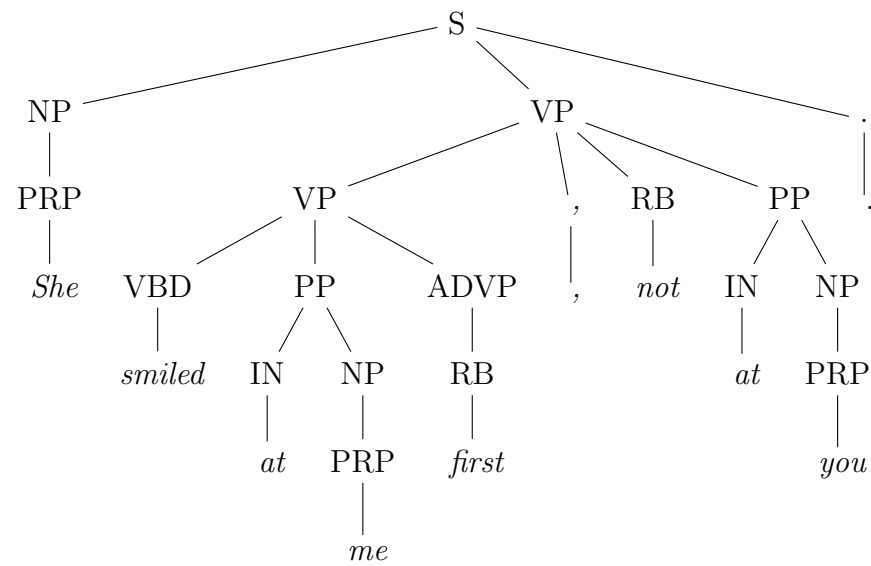 S
NP VP .
PRP VP , RB PP .
She VBD PP ADVP , not IN NP
smiled IN NP RB at PRP
at PRP first you
me